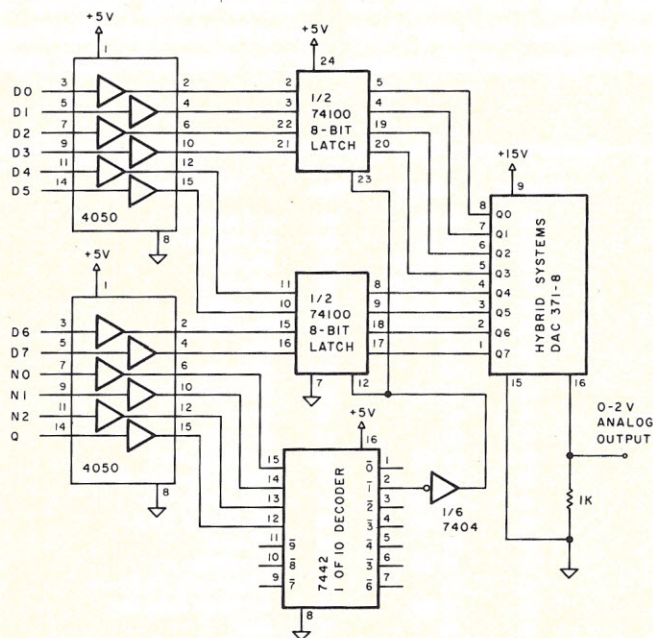 +5V
1
D0 3 2
D1 5 4
D2 7 6
D3 9 10
D4 11 12
D5 14 15
4050
8
+5V
24
2 5
3 4
22 19
21 20
1/2
74100
8-BIT
LATCH
23
+15V
9
8 Q0
7 Q1
6 Q2
5 Q3
4 Q4
3 Q5
2 Q6
1 Q7
HYBRID SYSTEMS
DAC 371-8
15 16
+5V
1
D6 3 2
D7 5 4
N0 7 6
N1 9 10
N2 11 12
Q 14 15
4050
8
11 8
10 9
15 18
16 17
1/2
74100
8-BIT
LATCH
7 12
0-2V
ANALOG
OUTPUT
1K
+5V
16
15 0 1
14 1 2
13 2 3
12 3 4
11 9 4 5
10 8 3 6
9 7 6 7
7442
1 OF 10 DECODER
8
1/6
7404